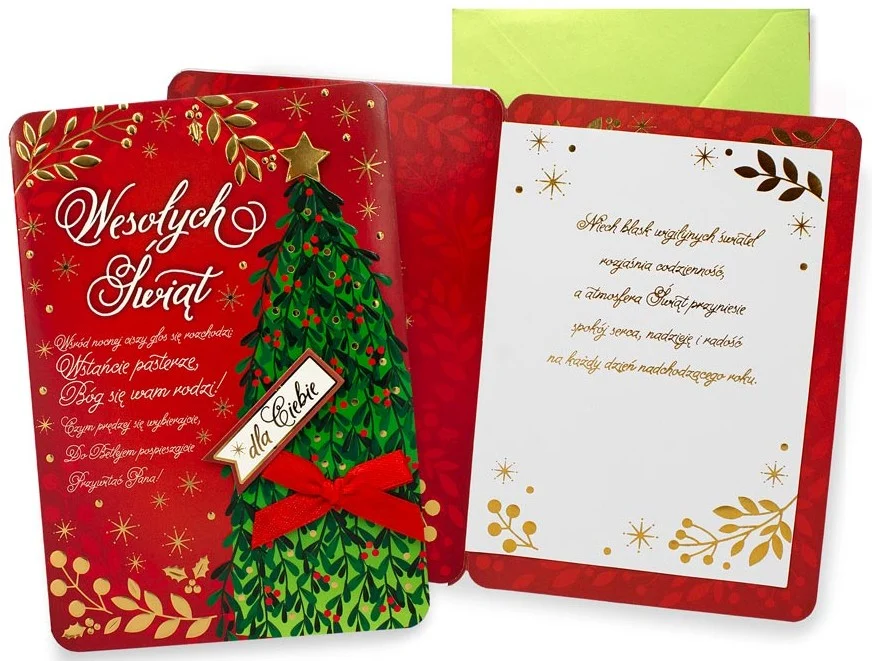 Wesołych
Świąt
Wśród nocnej ciszy głos się rozchodzi:
Wstańcie pasterze,
Bóg się wam rodzi!
Czym prędzej się wybierajcie,
Do Betlejem pospieszajcie
Przywitać Pana!
dla Ciebie
Niech blask wigilijnych świateł
rozjaśnia codzienność,
a atmosfera Świąt przyniesie
spokój serca, nadzieję i radość
na każdy dzień nadchodzącego roku.